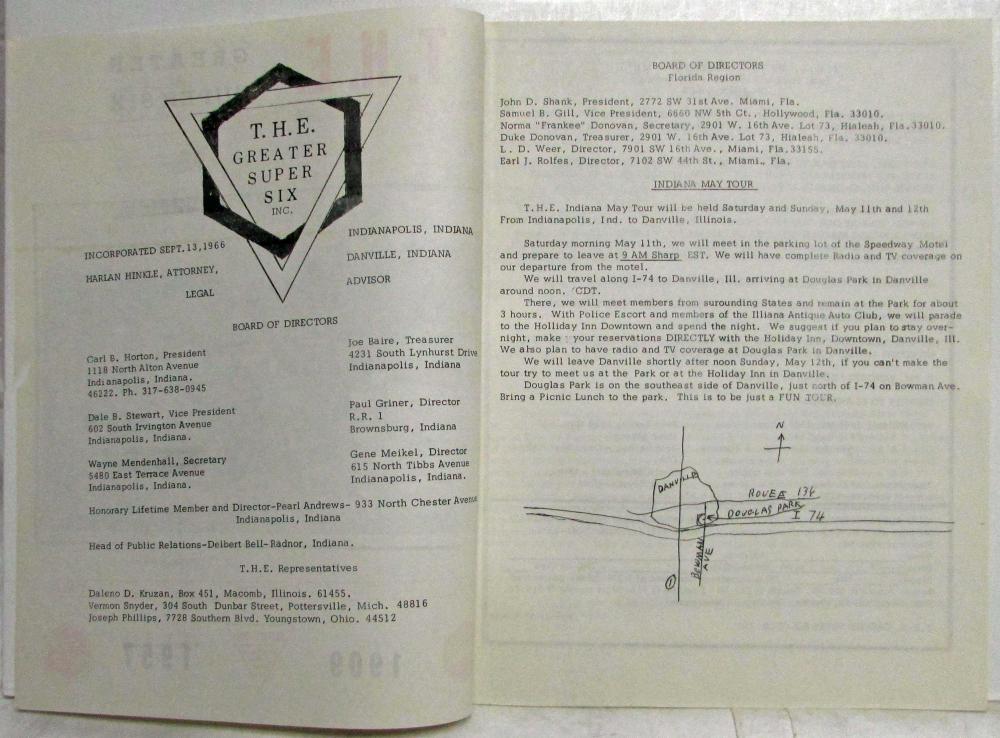 T.H.E.
GREATER
SUPER
SIX
INC.
INCORPORATED SEPT.13,1966
HARLAN HINKLE, ATTORNEY,
LEGAL
INDIANAPOLIS, INDIANA
DANVILLE, INDIANA
ADVISOR
BOARD OF DIRECTORS
Carl B. Horton, President
1118 North Alton Avenue
Indianapolis, Indiana.
46222. Ph. 317-638-0945
Dale B. Stewart, Vice President
602 South Irvington Avenue
Indianapolis, Indiana.
Wayne Mendenhall, Secretary
5480 East Terrace Avenue
Indianapolis, Indiana.
Joe Baire, Treasurer
4231 South Lynhurst Drive
Indianapolis, Indiana
Paul Griner, Director
R.R. 1
Brownsburg, Indiana
Gene Meikel, Director
615 North Tibbs Avenue
Indianapolis, Indiana.
Honorary Lifetime Member and Director-Pearl Andrews- 933 North Chester Avenue
Indianapolis, Indiana
Head of Public Relations-Delbert Bell-Radnor, Indiana.
T.H.E. Representatives
Daleno D. Kruzan, Box 451, Macomb, Illinois. 61455.
Vermon Snyder, 304 South Dunbar Street, Pottersville, Mich. 48816
Joseph Phillips, 7728 Southern Blvd. Youngstown, Ohio. 44512
1957
1909
BOARD OF DIRECTORS
Florida Region
John D. Shank, President, 2772 SW 31st Ave. Miami, Fla.
Samuel B. Gill, Vice President, 6660 NW 5th Ct., Hollywood, Fla. 33010.
Norma "Frankee" Donovan, Secretary, 2901 W. 16th Ave. Lot 73, Hialeah, Fla.33010.
Duke Donovan, Treasurer, 2901 W. 16th Ave. Lot 73, Hialeah, Fla. 33010.
L. D. Weer, Director, 7901 SW 16th Ave., Miami, Fla.33155.
Earl J. Rolfes, Director, 7102 SW 44th St., Miami., Fla.
INDIANA MAY TOUR
T.H.E. Indiana May Tour will be held Saturday and Sunday, May 11th and 12th
From Indianapolis, Ind. to Danville, Illinois.
Saturday morning May 11th, we will meet in the parking lot of the Speedway Motel
and prepare to leave at 9 AM Sharp EST. We will have complete Radio and TV coverage on
our departure from the motel.
We will travel along I-74 to Danville, Ill. arriving at Douglas Park in Danville
around noon. CDT.
There, we will meet members from surounding States and remain at the Park for about
3 hours. With Police Escort and members of the Illiana Antique Auto Club, we will parade
to the Holliday Inn Downtown and spend the night. We suggest if you plan to stay over-
night, make your reservations DIRECTLY with the Holiday Inn, Downtown, Danville, Ill.
We also plan to have radio and TV coverage at Douglas Park in Danville.
We will leave Danville shortly after noon Sunday, May 12th, if you can't make the
tour try to meet us at the Park or at the Holiday Inn in Danville.
Douglas Park is on the southeast side of Danville, just north of I-74 on Bowman Ave.
Bring a Picnic Lunch to the park. This is to be just a FUN TOUR.
N
DANVILLE
ROUEE 136
DOUGLAS PARK
I 74
BOWMAN
AVE
1